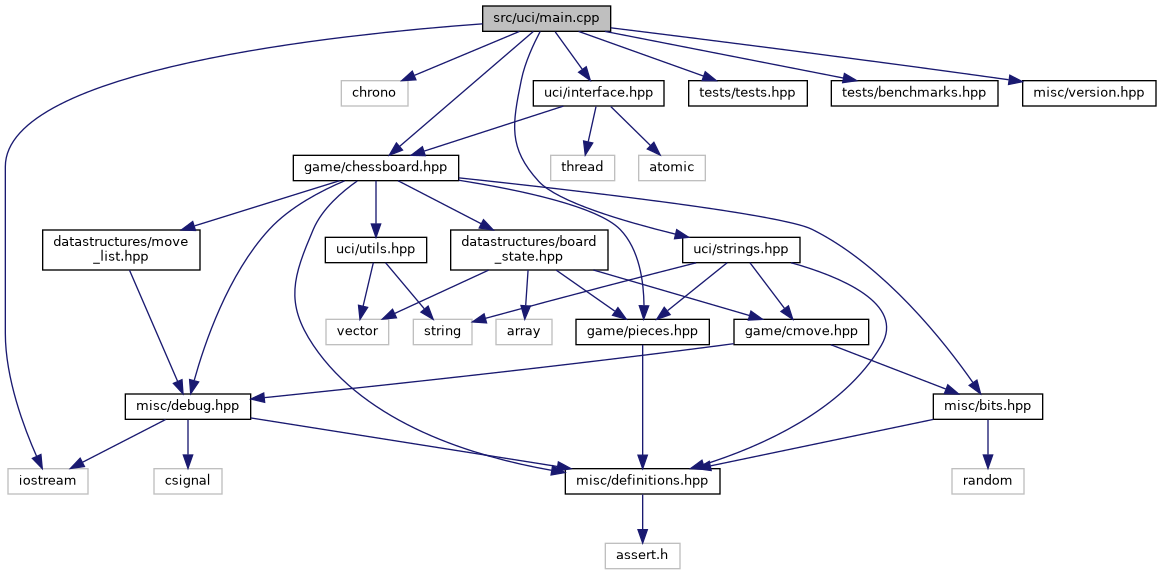 src/uci/main.cpp
chrono
uci/interface.hpp
tests/tests.hpp
tests/benchmarks.hpp
misc/version.hpp
game/chessboard.hpp
thread
atomic
datastructures/move
_list.hpp
uci/utils.hpp
datastructures/board
_state.hpp
uci/strings.hpp
vector
string
array
game/pieces.hpp
game/cmove.hpp
misc/debug.hpp
misc/bits.hpp
iostream
csignal
misc/definitions.hpp
random
assert.h